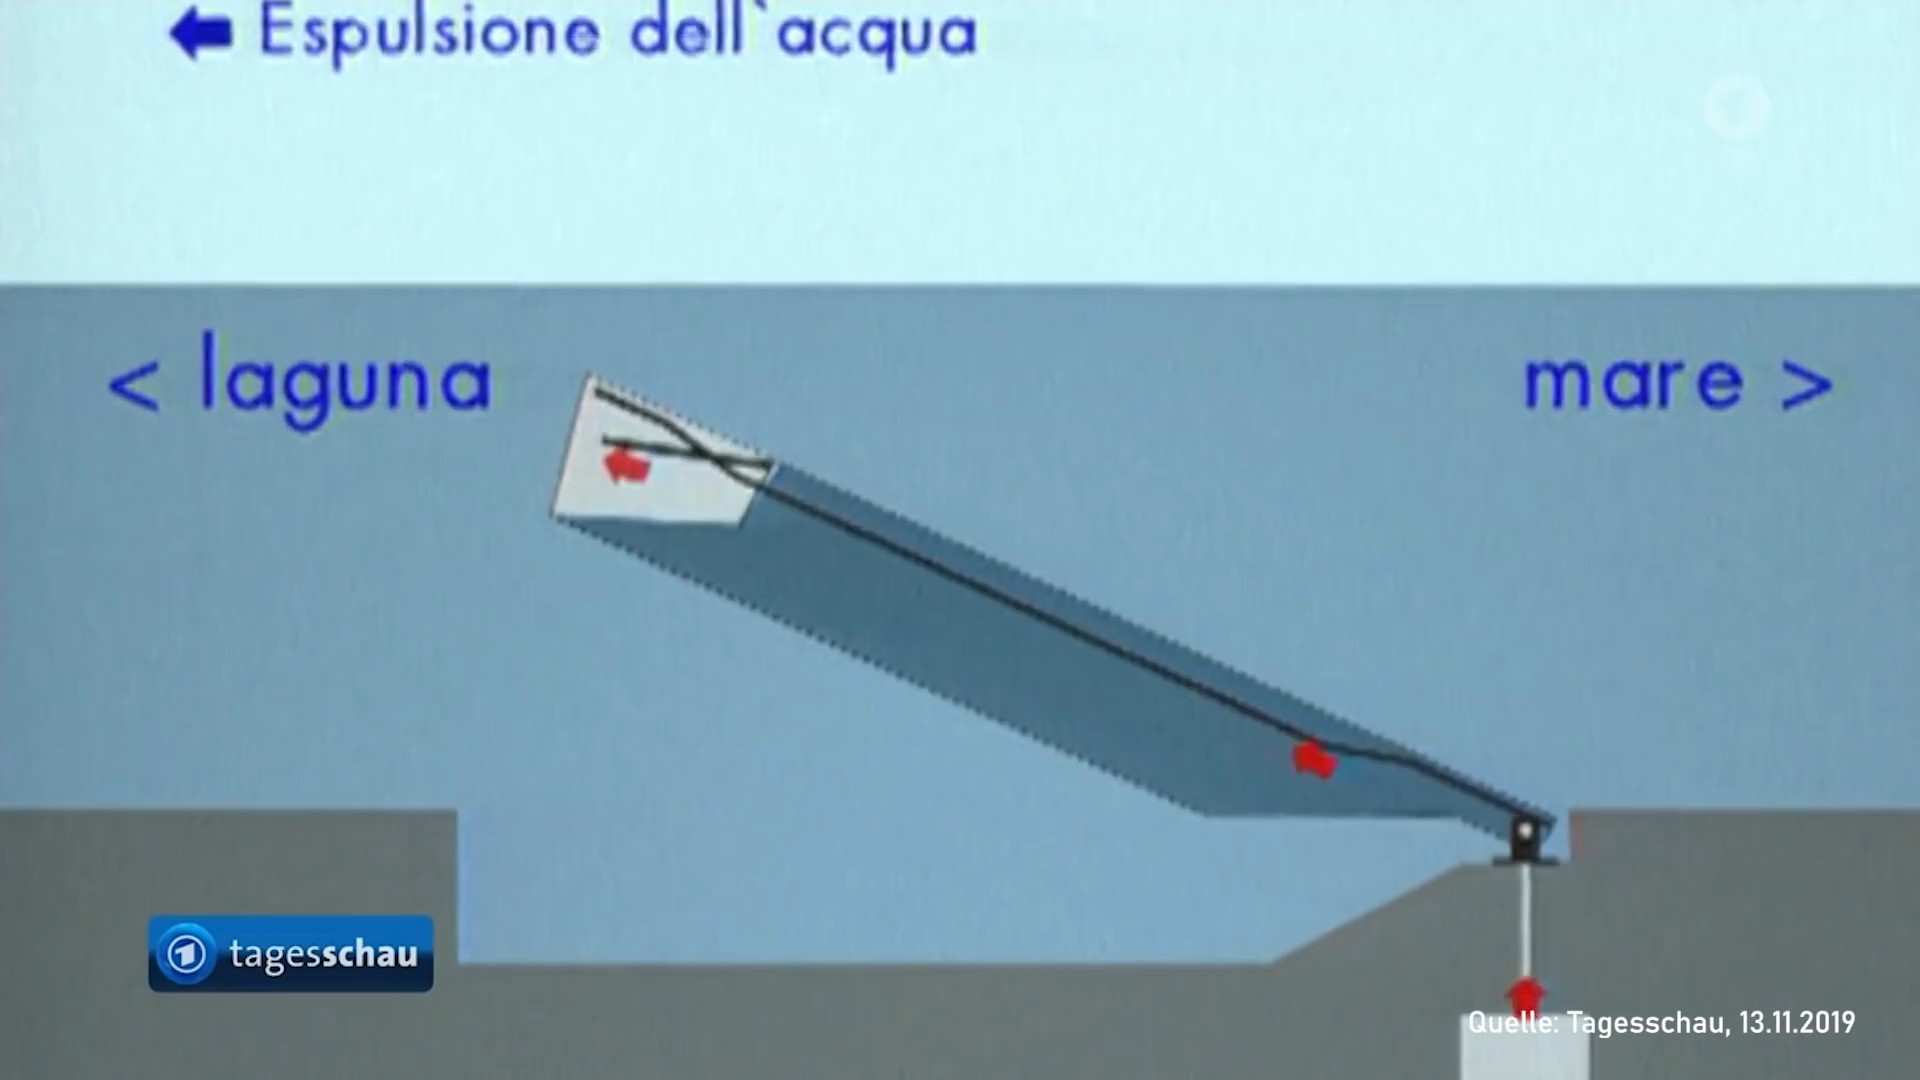 Espulsione dell`acqua
< laguna
mare >
tagesschau
Quelle: Tagesschau, 13.11.2019